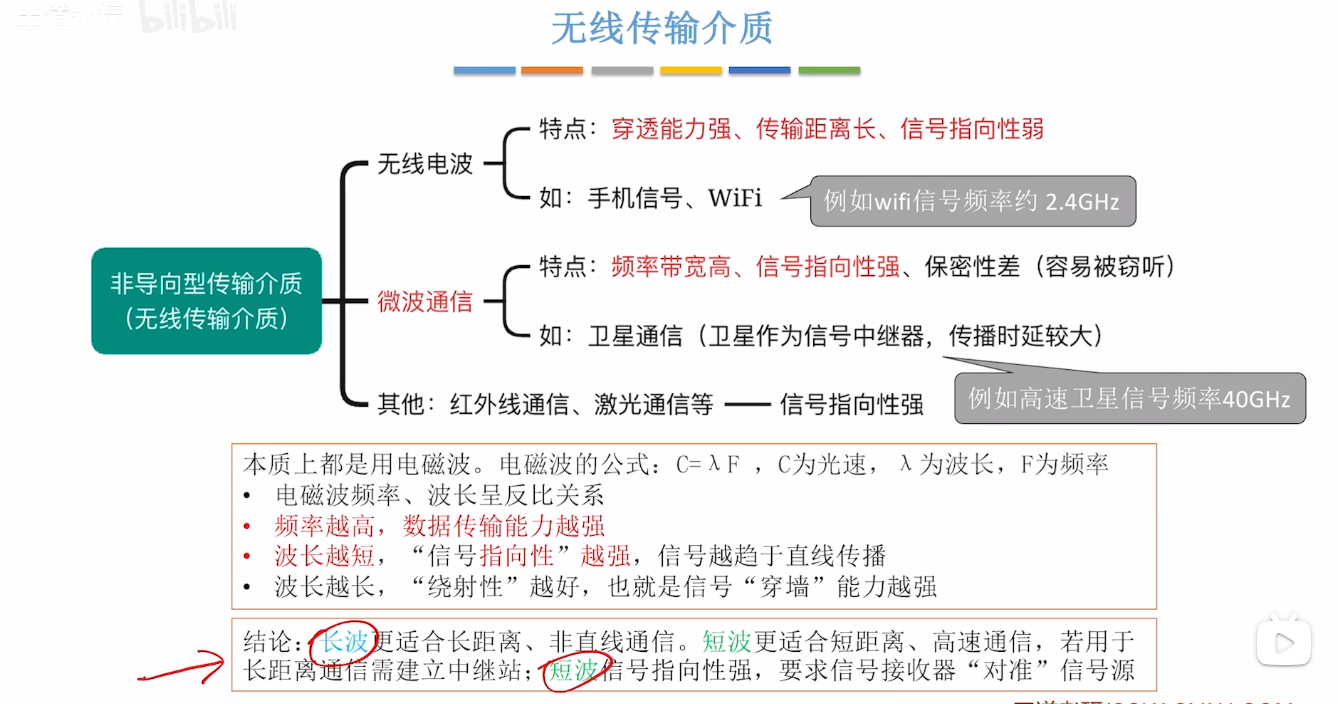 bilibili
无线传输介质
特点：穿透能力强、传输距离长、信号指向性弱
无线电波
如：手机信号、WiFi
例如wifi信号频率约 2.4GHz
特点：频率带宽高、信号指向性强、保密性差（容易被窃听）
非导向型传输介质
（无线传输介质）
微波通信
如：卫星通信（卫星作为信号中继器，传播时延较大）
例如高速卫星信号频率40GHz
其他：红外线通信、激光通信等
信号指向性强
本质上都是用电磁波。电磁波的公式：C=λF ，C为光速，λ为波长，F为频率
• 电磁波频率、波长呈反比关系
• 频率越高，数据传输能力越强
• 波长越短，“信号指向性”越强，信号越趋于直线传播
• 波长越长，“绕射性”越好，也就是信号“穿墙”能力越强
结论：长波更适合长距离、非直线通信。短波更适合短距离、高速通信，若用于
长距离通信需建立中继站；短波信号指向性强，要求信号接收器“对准”信号源